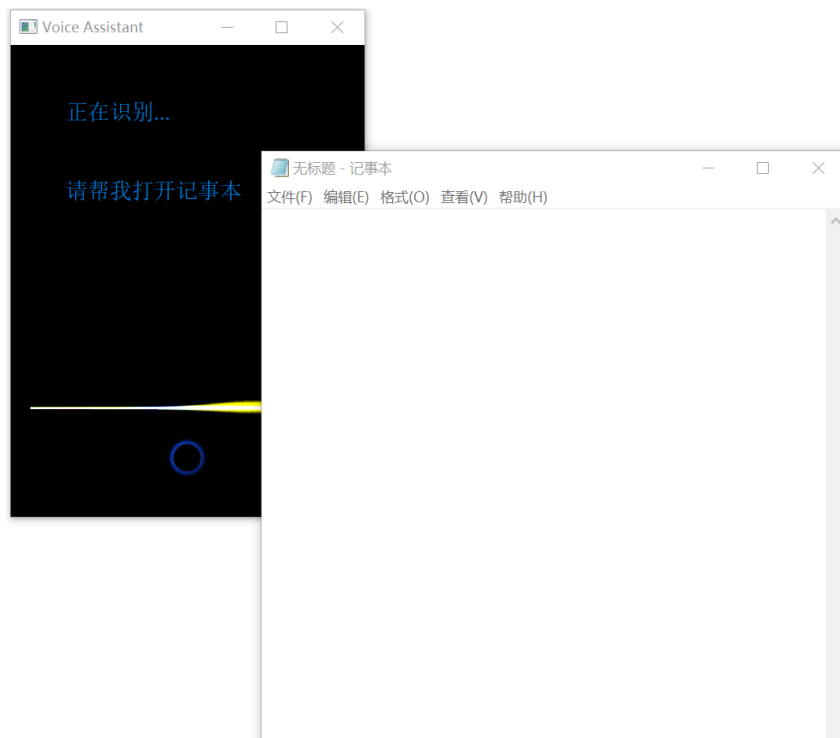 Voice Assistant
正在识别...
请帮我打开记事本
无标题 - 记事本
文件(F) 编辑(E) 格式(O) 查看(V) 帮助(H)